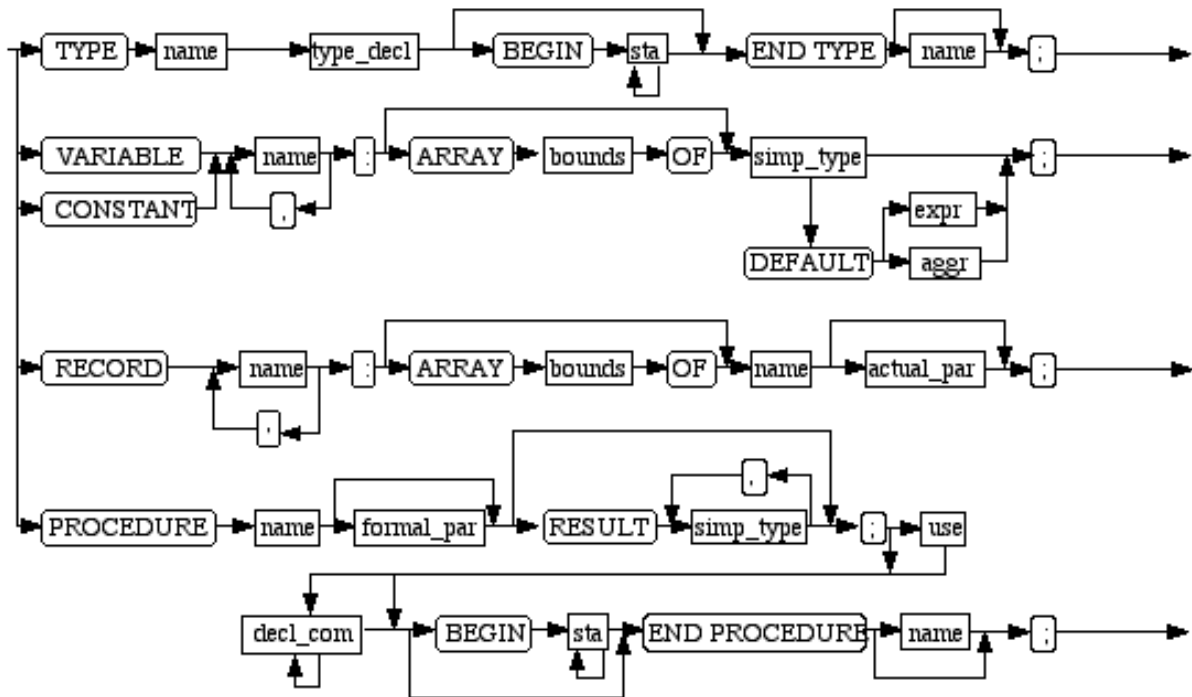 TYPE name type_decl BEGIN sta END TYPE name ;
VARIABLE name : ARRAY bounds OF simp_type ;
CONSTANT , expr
DEFAULT aggr
RECORD name : ARRAY bounds OF name actual_par ;
,
,
PROCEDURE name formal_par RESULT simp_type ; use
decl_com BEGIN sta END PROCEDURE name ;